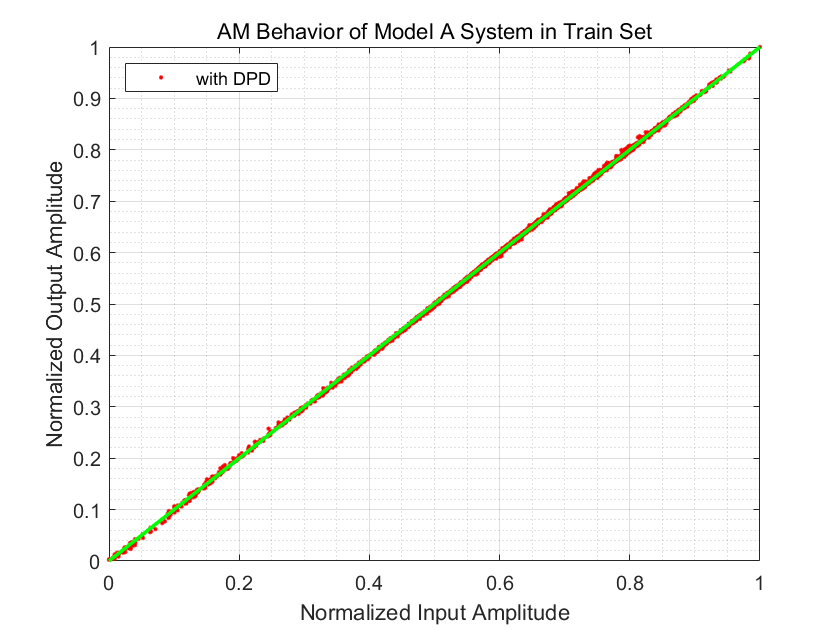 AM Behavior of Model A System in Train Set
with DPD
Normalized Output Amplitude
1
0.9
0.8
0.7
0.6
0.5
0.4
0.3
0.2
0.1
0
0 0.2 0.4 0.6 0.8 1
Normalized Input Amplitude